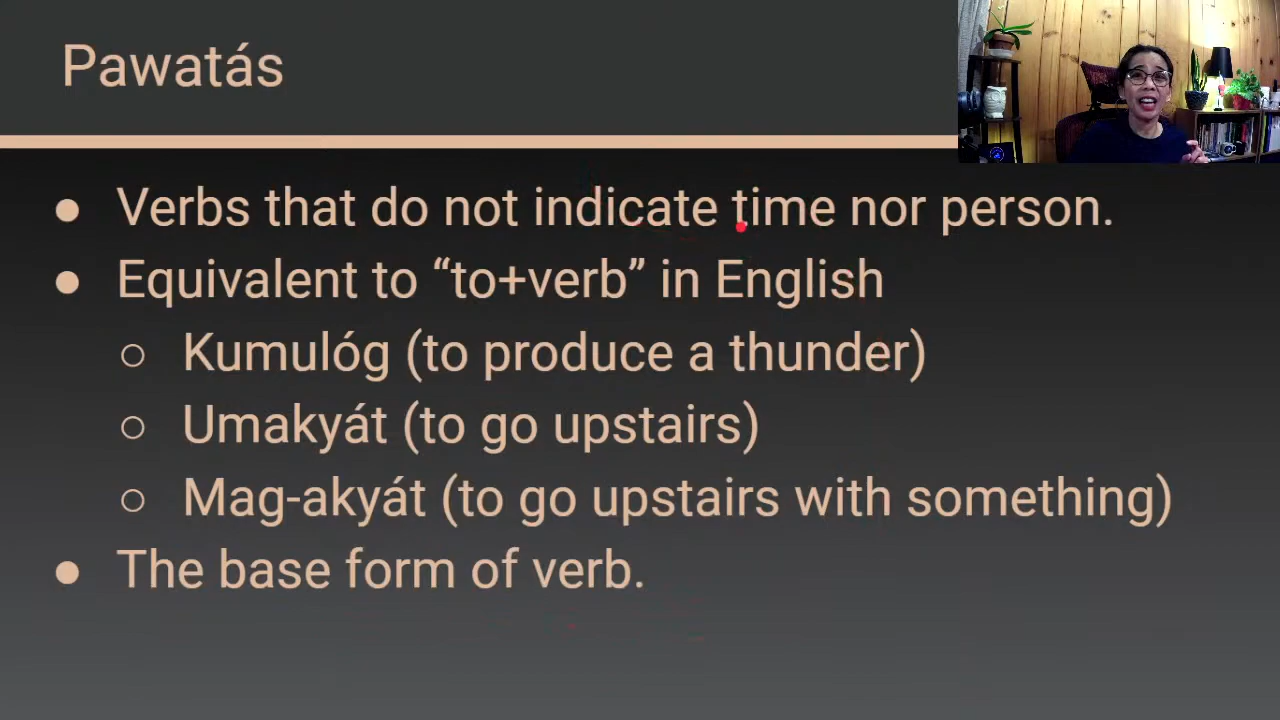 Pawatás
● Verbs that do not indicate time nor person.
● Equivalent to “to+verb” in English
○ Kumulóg (to produce a thunder)
○ Umakyát (to go upstairs)
○ Mag-akyát (to go upstairs with something)
● The base form of verb.